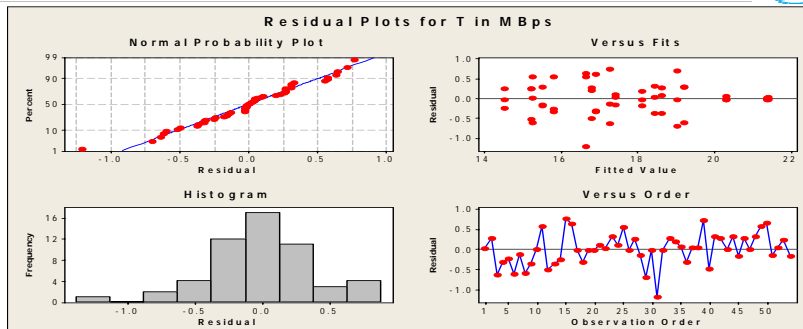 Residual Plots for T in MBps
Normal Probability Plot
99
90
50
10
1
Percent
-1.0 -0.5 0.0 0.5 1.0
Residual
Versus Fits
1.0
0.5
0.0
-0.5
-1.0
Residual
14 16 18 20 22
Fitted Value
Histogram
16
12
8
4
0
Frequency
-1.0 -0.5 0.0 0.5
Residual
Versus Order
1.0
0.5
0.0
-0.5
-1.0
Residual
1 5 10 15 20 25 30 35 40 45 50
Observation Order